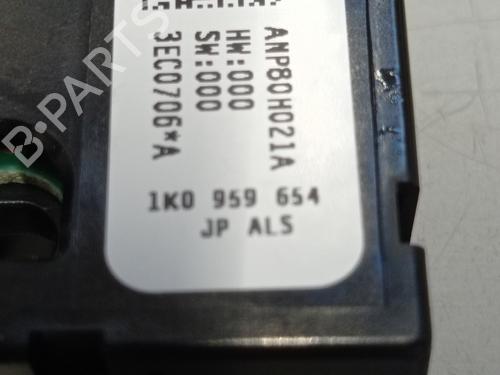 ANP80H021A
HW:000
SW:000
3EC0706*A
1K0 959 654
JP ALS
B-PARTS